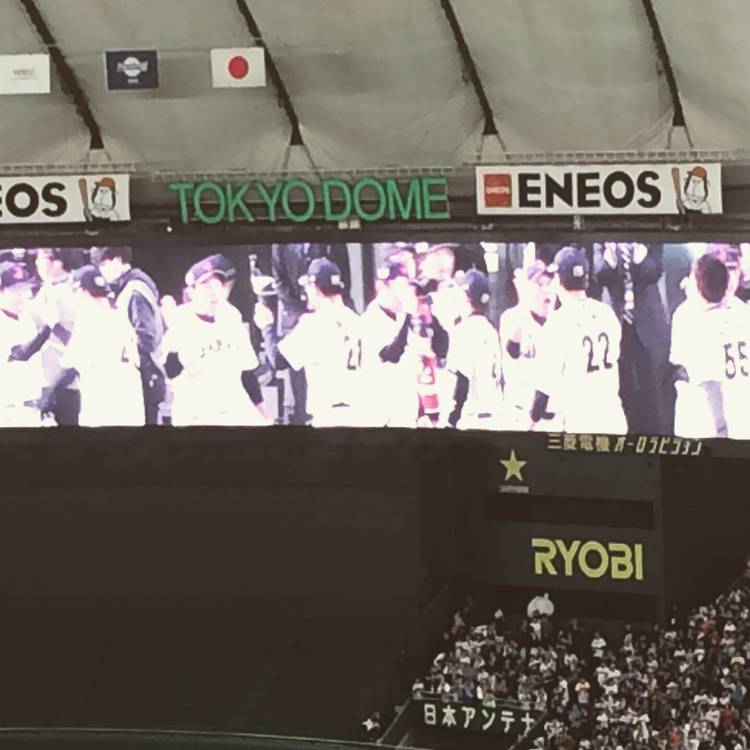 EOS
TOKYO DOME
ENEOS
JAPAN
21
22
55
三菱電機 オーロラビジョン
RYOBI
日本アンテナ